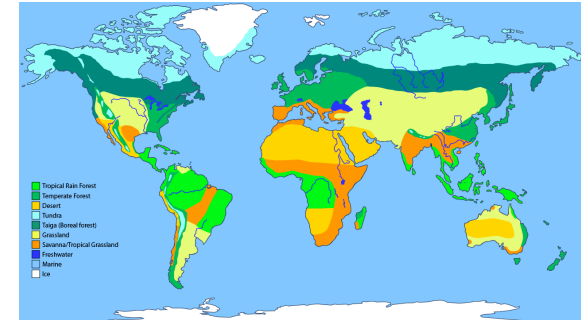 Tropical Rain Forest
Temperate Forest
Desert
Tundra
Taiga (Boreal forest)
Grassland
Savanna/Tropical Grassland
Freshwater
Marine
Ice